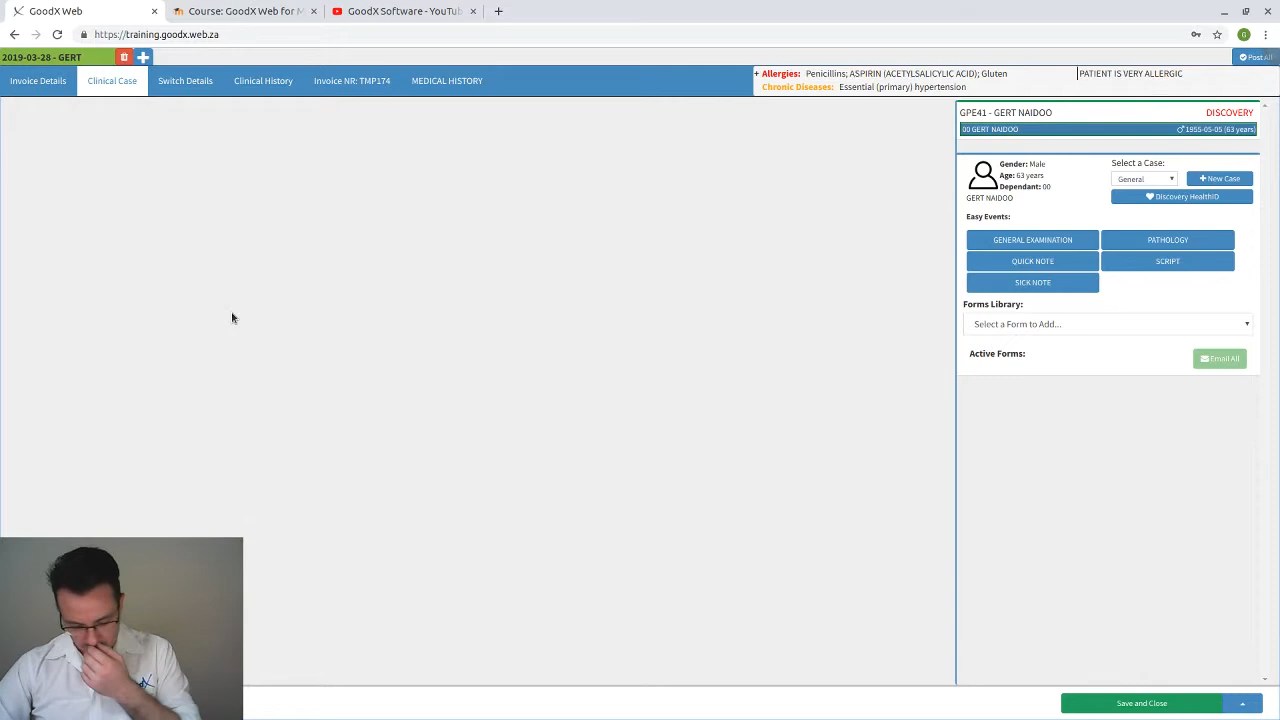 GoodX Web
Course: GoodX Web for M
GoodX Software - YouTub
https://training.goodx.web.za
G
2019-03-28 - GERT
Post All
Invoice Details
Clinical Case
Switch Details
Clinical History
Invoice NR: TMP174
MEDICAL HISTORY
+ Allergies: Penicillins; ASPIRIN (ACETYLSALICYLIC ACID); Gluten
PATIENT IS VERY ALLERGIC
Chronic Diseases: Essential (primary) hypertension
GPE41 - GERT NAIDOO DISCOVERY
00 GERT NAIDOO 1955-05-05 (63 years)
Gender: Male
Age: 63 years
Dependant: 00
GERT NAIDOO
Select a Case:
General
+ New Case
Discovery HealthID
Easy Events:
GENERAL EXAMINATION
PATHOLOGY
QUICK NOTE
SCRIPT
SICK NOTE
Forms Library:
Select a Form to Add...
Active Forms:
Email All
Save and Close